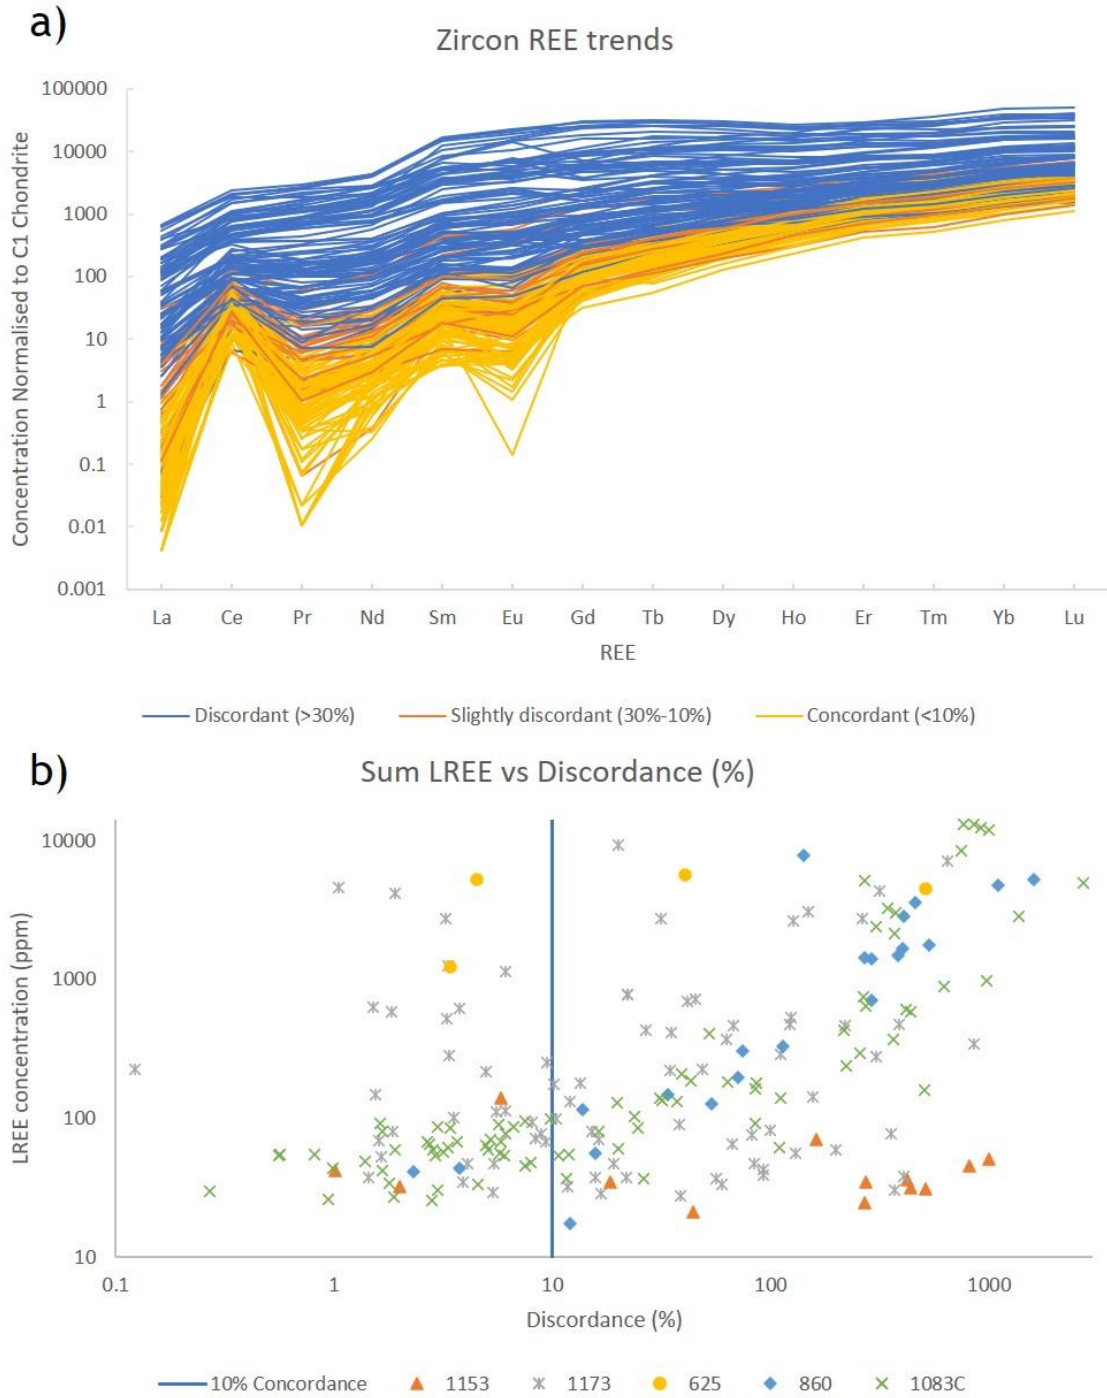 a)
Zircon REE trends
Concentration Normalised to C1 Chondrite
100000
10000
1000
100
10
1
0.1
0.01
0.001
La Ce Pr Nd Sm Eu Gd Tb Dy Ho Er Tm Yb Lu
REE
Discordant (>30%) Slightly discordant (30%-10%) Concordant (<10%)
b)
Sum LREE vs Discordance (%)
LREE concentration (ppm)
10000
1000
100
10
0.1 1 10 100 1000
Discordance (%)
10% Concordance 1153 1173 625 860 1083C